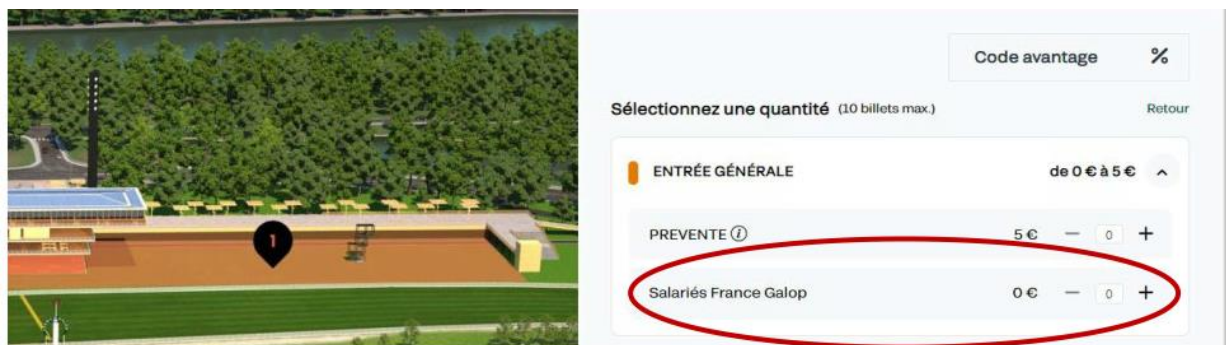 1
Code avantage %
Sélectionnez une quantité (10 billets max.) Retour
ENTRÉE GÉNÉRALE de 0 € à 5 €
PREVENTE i 5 € — 0 +
Salariés France Galop 0 € — 0 +